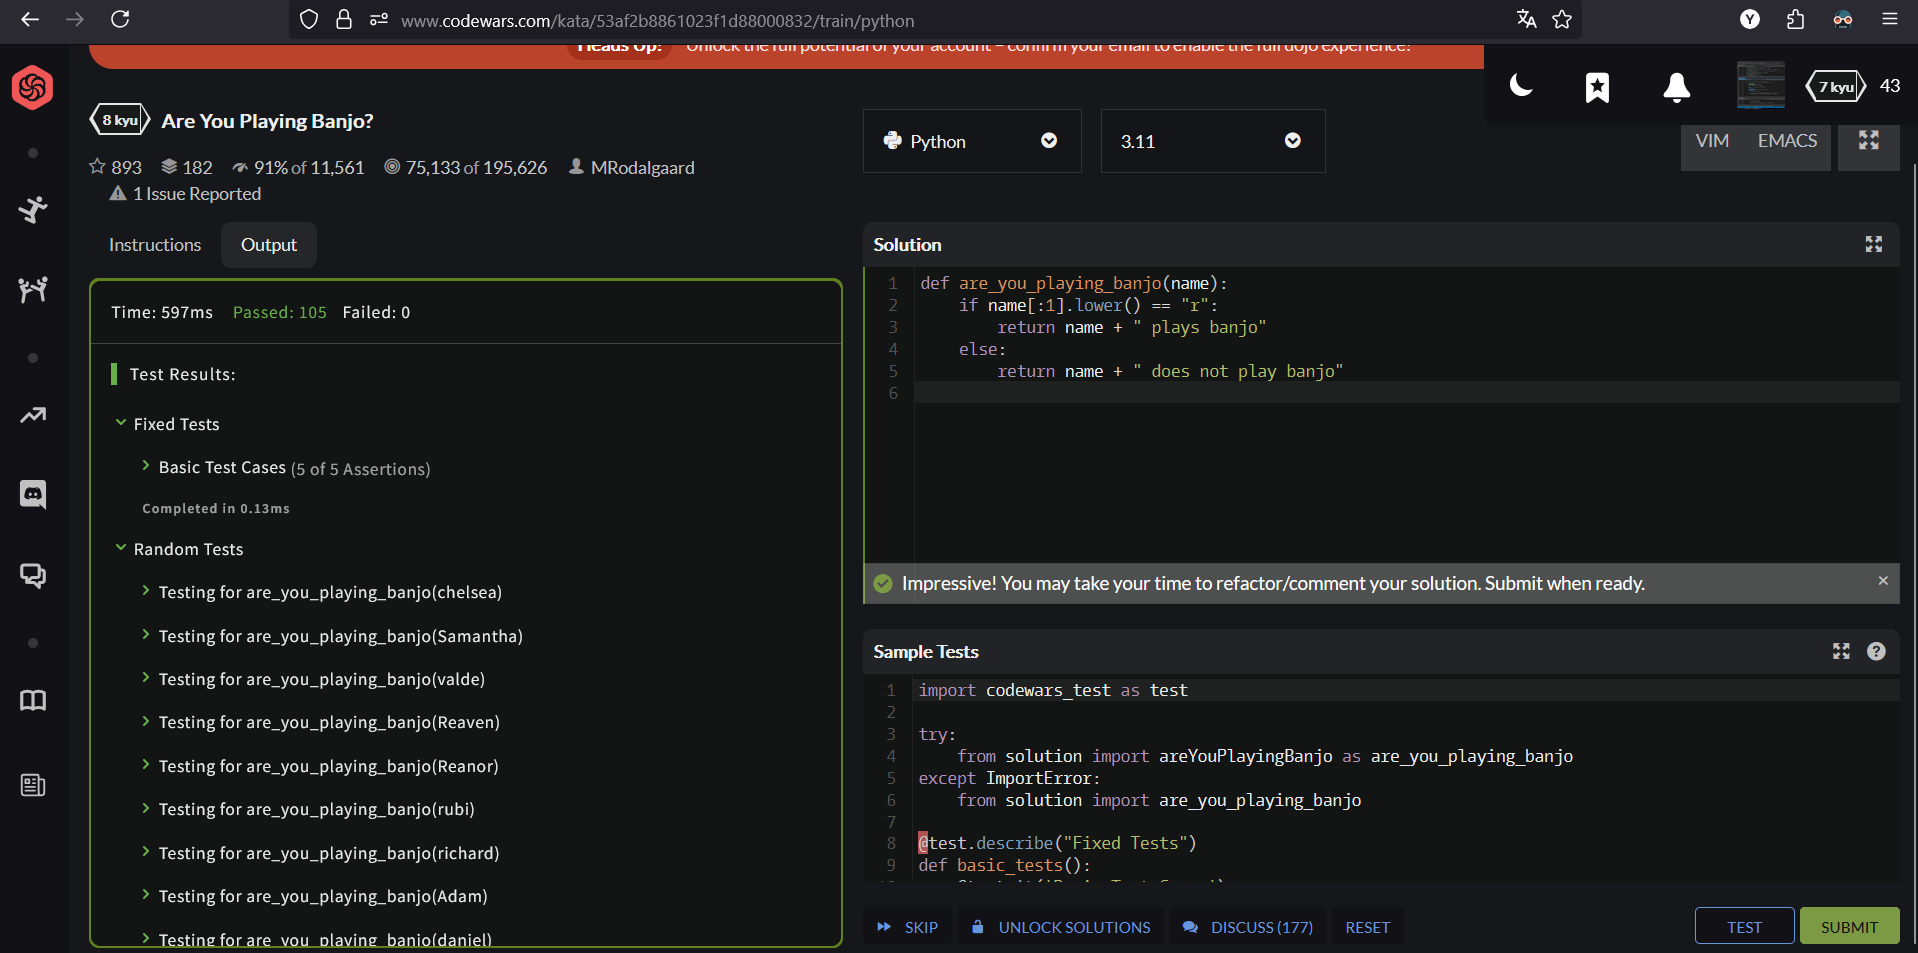 www.codewars.com/kata/53af2b8861023f1d88000832/train/python
Y
Heads Up! Unlock the full potential of your account – confirm your email to enable the full dojo experience!
7 kyu 43
8 kyu Are You Playing Banjo?
893 182 91% of 11,561 75,133 of 195,626 MRodalgaard
1 Issue Reported
Python
3.11
VIM EMACS
Instructions Output
Time: 597ms Passed: 105 Failed: 0
Test Results:
Fixed Tests
Basic Test Cases (5 of 5 Assertions)
Completed in 0.13ms
Random Tests
Testing for are_you_playing_banjo(chelsea)
Testing for are_you_playing_banjo(Samantha)
Testing for are_you_playing_banjo(valde)
Testing for are_you_playing_banjo(Reaven)
Testing for are_you_playing_banjo(Reanor)
Testing for are_you_playing_banjo(rubi)
Testing for are_you_playing_banjo(richard)
Testing for are_you_playing_banjo(Adam)
Testing for are_you_playing_banjo(daniel)
Solution
1 def are_you_playing_banjo(name):
2 if name[:1].lower() == "r":
3 return name + " plays banjo"
4 else:
5 return name + " does not play banjo"
6
Impressive! You may take your time to refactor/comment your solution. Submit when ready.
×
Sample Tests
?
1 import codewars_test as test
2
3 try:
4 from solution import areYouPlayingBanjo as are_you_playing_banjo
5 except ImportError:
6 from solution import are_you_playing_banjo
7
8 @test.describe("Fixed Tests")
9 def basic_tests():
SKIP UNLOCK SOLUTIONS DISCUSS (177) RESET
TEST SUBMIT